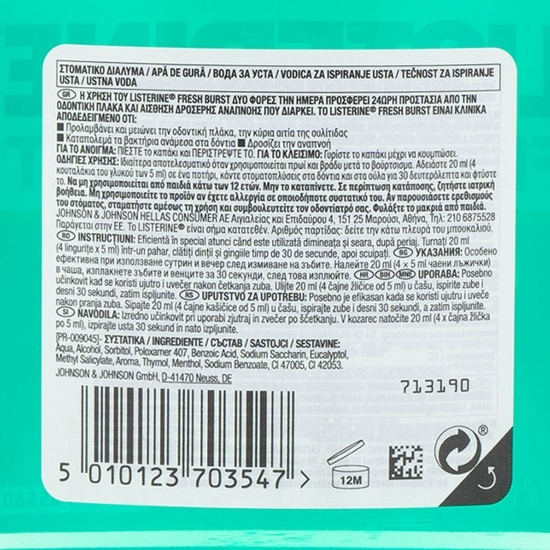 ΣΤΟΜΑΤΙΚΟ ΔΙΑΛΥΜΑ / APĂ DE GURĂ / ВОДА ЗА УСТА / VODICA ZA ISPIRANJE USTA / TEČNOST ZA ISPIRANJE
USTA / USTNA VODA
GR Η ΧΡΗΣΗ ΤΟΥ LISTERINE® FRESH BURST ΔΥΟ ΦΟΡΕΣ ΤΗΝ ΗΜΕΡΑ ΠΡΟΣΦΕΡΕΙ 24ΩΡΗ ΠΡΟΣΤΑΣΙΑ ΑΠΟ ΤΗΝ
ΟΔΟΝΤΙΚΗ ΠΛΑΚΑ ΚΑΙ ΑΙΣΘΗΣΗ ΔΡΟΣΕΡΗΣ ΑΝΑΠΝΟΗΣ ΠΟΥ ΔΙΑΡΚΕΙ. ΤΟ LISTERINE® FRESH BURST ΕΙΝΑΙ ΚΛΙΝΙΚΑ
ΑΠΟΔΕΔΕΙΓΜΕΝΟ ΟΤΙ:
■ Προλαμβάνει και μειώνει την οδοντική πλάκα, την κύρια αιτία της ουλίτιδας
■ Καταπολεμά τα βακτήρια ανάμεσα στα δόντια ■ Δροσίζει την αναπνοή
ΓΙΑ ΤΟ ΑΝΟΙΓΜΑ: ΠΙΕΣΤΕ το καπάκι και ΠΕΡΙΣΤΡΕΨΤΕ ΤΟ. ΓΙΑ ΤΟ ΚΛΕΙΣΙΜΟ: Γυρίστε το καπάκι μέχρι να κουμπώσει.
ΟΔΗΓΙΕΣ ΧΡΗΣΗΣ: Ιδιαίτερα αποτελεσματικό όταν χρησιμοποιείται πρωί και βράδυ μετά το βούρτσισμα. Αδειάστε 20 ml (4
κουταλάκια του γλυκού των 5 ml) σε ένα ποτήρι, κάντε στοματοπλύσεις στα δόντια και τα ούλα για 30 δευτερόλεπτα και φτύστε
το. Να μη χρησιμοποιείται από παιδιά κάτω των 12 ετών. Μην το καταπίνετε. Σε περίπτωση κατάποσης, ζητήστε ιατρική
βοήθεια. Μη χρησιμοποιείτε το προϊόν αν έχετε αλλεργία σε οποιοδήποτε συστατικό του. Αν παρουσιάσετε ερεθισμούς
του στόματος, σταματήστε αμέσως τη χρήση και συμβουλευτείτε τον οδοντίατρό σας. Φυλάξτε το μακριά από παιδιά.
JOHNSON & JOHNSON HELLAS CONSUMER ΑΕ Αιγιαλείας και Επιδαύρου 4, 151 25 Μαρούσι, Αθήνα, Τηλ: 210 6875528
Παράγεται στην ΕΕ. Το LISTERINE® είναι σήμα κατατεθέν. Αριθμός παρτίδας: δείτε την κάτω πλευρά του μπουκαλιού.
RO INSTRUCŢIUNI: Eficientă în special atunci când este utilizată dimineaţa şi seara, după periaj. Turnaţi 20 ml
(4 linguriţe x 5 ml) într-un pahar, clătiţi dinţii şi gingiile timp de 30 de secunde, apoi scuipaţi. BG УКАЗАНИЯ: Особено
ефективна при използване сутрин и вечер след измиване на зъбите. Налейте 20 ml (4 x 5 ml чаени лъжички)
в чаша, изплакнете зъбите и венците за 30 секунди, след това изплюйте. HR BIH MNE UPORABA: Posebno
učinkovit kad se koristi ujutro i uvečer nakon četkanja zuba. Ulijte 20 ml (4 čajne žličice od 5 ml) u čašu, isperite zube i
desni 30 sekundi, zatim ispljunite. RS UPUTSTVO ZA UPOTREBU: Posebno je efikasan kada se koristi ujutru i uveče
nakon pranja zuba. Sipajte 20 ml (4 čajne kašičice od 5 ml) u čašu, isperite zube i desni 30 sekundi, a zatim ispljunite.
SI NAVODILA: Izredno učinkovit pri uporabi zjutraj in zvečer po ščetkanju. V kozarec natočite 20 ml (4 x čajna žlička
po 5 ml), izpirajte usta 30 sekund in nato izpljunite.
[PR-009045]- ΣΥΣΤΑΤΙΚΑ / INGREDIENTE / СЪСТАВ / SASTOJCI / SESTAVINE:
Aqua, Alcohol, Sorbitol, Poloxamer 407, Benzoic Acid, Sodium Saccharin, Eucalyptol,
Methyl Salicylate, Aroma, Thymol, Menthol, Sodium Benzoate, CI 47005, CI 42053.
JOHNSON & JOHNSON GmbH, D-41470 Neuss, DE
713190
5 010123 703547 >
12M
®